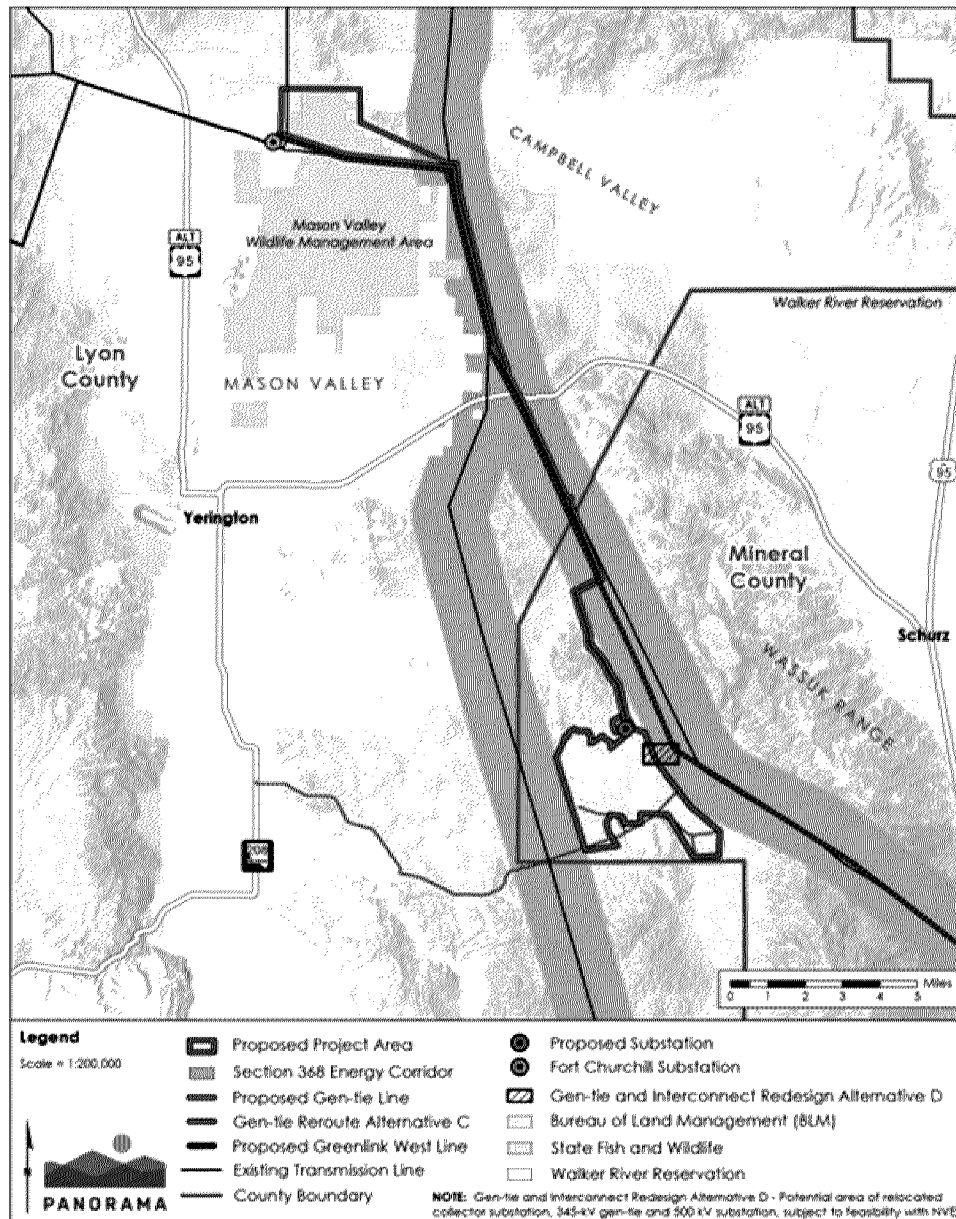 CAMPBELL VALLEY
Mason Valley
Wildlife Management Area
ALT
95
Walker River Reservation
Lyon
County
MASON VALLEY
ALT
95
95
Yerington
Mineral
County
Schurz
WASSUK RANGE
208
Miles
0 1 2 3 4 5
Legend
Scale = 1:200,000
Proposed Project Area
Section 368 Energy Corridor
Proposed Gen-tie Line
Gen-tie Reroute Alternative C
Proposed Greenlink West Line
Existing Transmission Line
County Boundary
Proposed Substation
Fort Churchill Substation
Gen-tie and Interconnect Redesign Alternative D
Bureau of Land Management (BLM)
State Fish and Wildlife
Walker River Reservation
PANORAMA
NOTE: Gen-tie and Interconnect Redesign Alternative D - Potential area of relocated
collector substation, 345-kV gen-tie and 500 kV substation, subject to feasibility with NVE